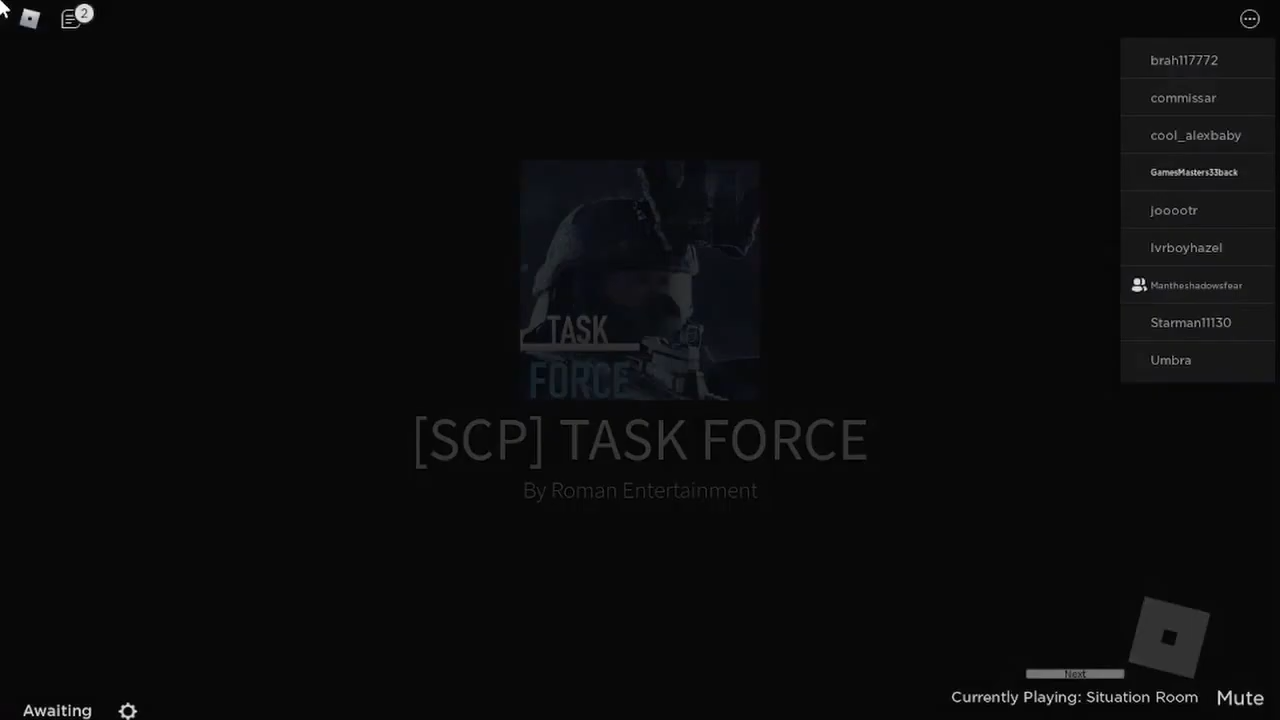 2
brah117772
commissar
cool_alexbaby
GamesMasters33back
jooootr
lvrboyhazel
Mantheshadowsfear
Starman11130
Umbra
TASK
FORCE
[SCP] TASK FORCE
By Roman Entertainment
Next
Currently Playing: Situation Room
Mute
Awaiting